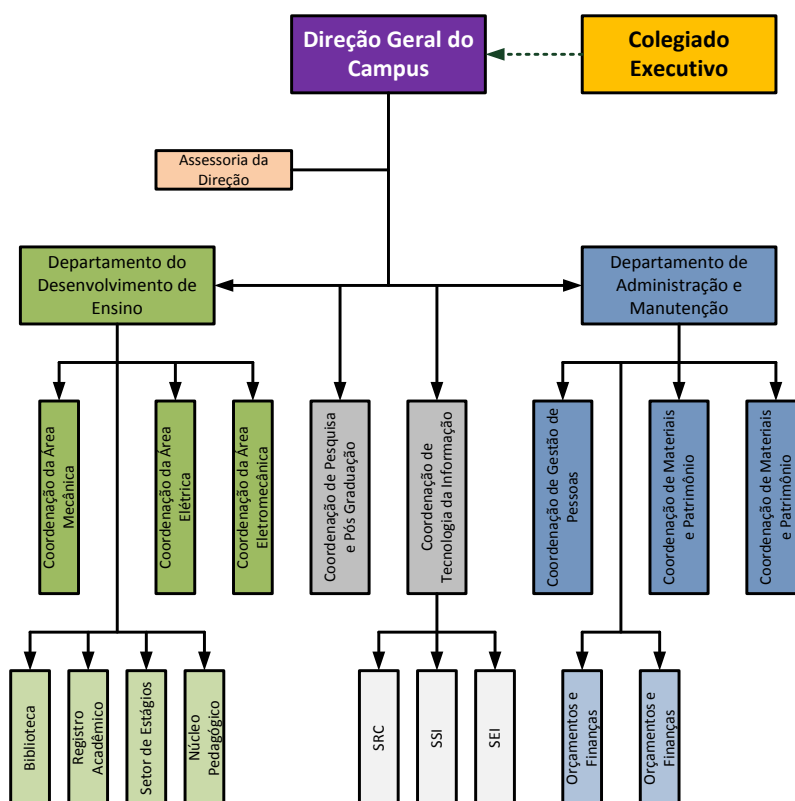 Direção Geral do
Campus
Colegiado
Executivo
Assessoria da
Direção
Departamento do
Desenvolvimento de
Ensino
Departamento de
Administração e
Manutenção
Coordenação da Área
Mecânica
Coordenação da Área
Elétrica
Coordenação da Área
Eletromecânica
Coordenação de Pesquisa
e Pós Graduação
Coordenação de
Tecnologia da Informação
Coordenação de Gestão de
Pessoas
Coordenação de Materiais
e Patrimônio
Coordenação de Materiais
e Patrimônio
Biblioteca
Registro
Acadêmico
Setor de Estágios
Núcleo
Pedagógico
SRC
SSI
SEI
Orçamentos e
Finanças
Orçamentos e
Finanças